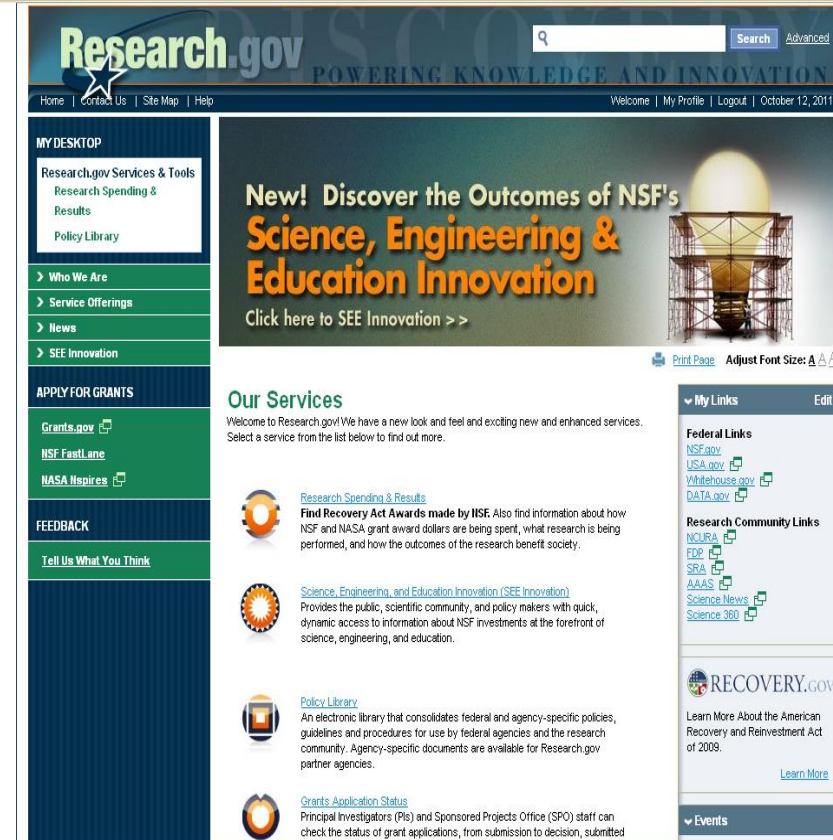 DISCOVERY
Research.gov
POWERING KNOWLEDGE AND INNOVATION
Search Advanced
Home | Contact Us | Site Map | Help
Welcome | My Profile | Logout | October 12, 2011
MY DESKTOP
Research.gov Services & Tools
Research Spending &
Results
Policy Library
Who We Are
Service Offerings
News
SEE Innovation
APPLY FOR GRANTS
Grants.gov
NSF FastLane
NASA Nspires
FEEDBACK
Tell Us What You Think
New! Discover the Outcomes of NSF's
Science, Engineering &
Education Innovation
Click here to SEE Innovation >>
Print Page Adjust Font Size: A A A
Our Services
Welcome to Research.gov! We have a new look and feel and exciting new and enhanced services.
Select a service from the list below to find out more.
Research Spending & Results
Find Recovery Act Awards made by NSF. Also find information about how
NSF and NASA grant award dollars are being spent, what research is being
performed, and how the outcomes of the research benefit society.
Science, Engineering, and Education Innovation (SEE Innovation)
Provides the public, scientific community, and policy makers with quick,
dynamic access to information about NSF investments at the forefront of
science, engineering, and education.
Policy Library
An electronic library that consolidates federal and agency-specific policies,
guidelines and procedures for use by federal agencies and the research
community. Agency-specific documents are available for Research.gov
partner agencies.
Grants Application Status
Principal Investigators (PIs) and Sponsored Projects Office (SPO) staff can
check the status of grant applications, from submission to decision, submitted
My Links Edit
Federal Links
NSF.gov
USA.gov
Whitehouse.gov
DATA.gov
Research Community Links
NCURA
FDP
SRA
AAAS
Science News
Science 360
RECOVERY.GOV
Learn More About the American
Recovery and Reinvestment Act
of 2009.
Learn More
Events